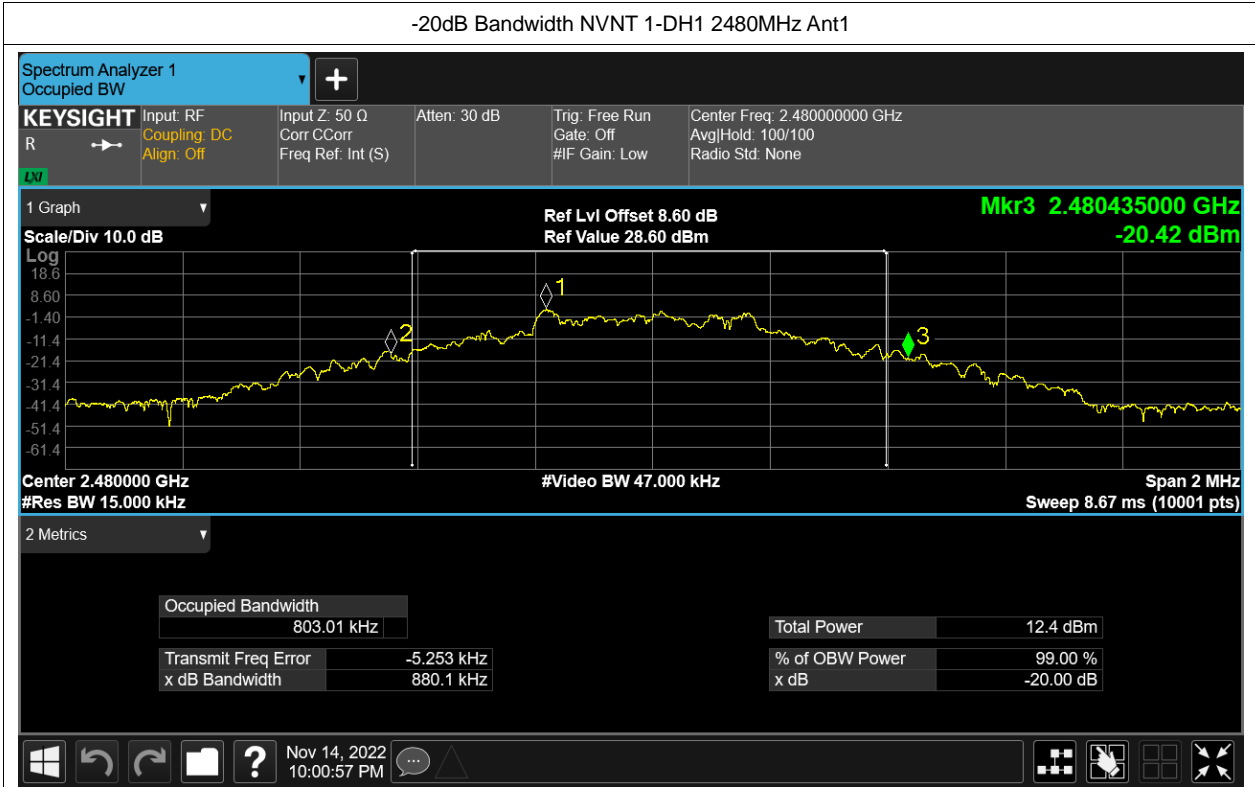 -20dB Bandwidth NVNT 1-DH1 2480MHz Ant1
Spectrum Analyzer 1
Occupied BW
KEYSIGHT
R
LXI
Input: RF
Coupling: DC
Align: Off
Input Z: 50 Ω
Corr CCorr
Freq Ref: Int (S)
Atten: 30 dB
Trig: Free Run
Gate: Off
#IF Gain: Low
Center Freq: 2.480000000 GHz
Avg|Hold: 100/100
Radio Std: None
1 Graph
Scale/Div 10.0 dB
Ref Lvl Offset 8.60 dB
Ref Value 28.60 dBm
Mkr3 2.480435000 GHz
-20.42 dBm
Log
18.6
8.60
-1.40
-11.4
-21.4
-31.4
-41.4
-51.4
-61.4
1
2
3
Center 2.480000 GHz
#Video BW 47.000 kHz
Span 2 MHz
#Res BW 15.000 kHz
Sweep 8.67 ms (10001 pts)
2 Metrics
Occupied Bandwidth
803.01 kHz
Transmit Freq Error -5.253 kHz
x dB Bandwidth 880.1 kHz
Total Power 12.4 dBm
% of OBW Power 99.00 %
x dB -20.00 dB
?
Nov 14, 2022
10:00:57 PM